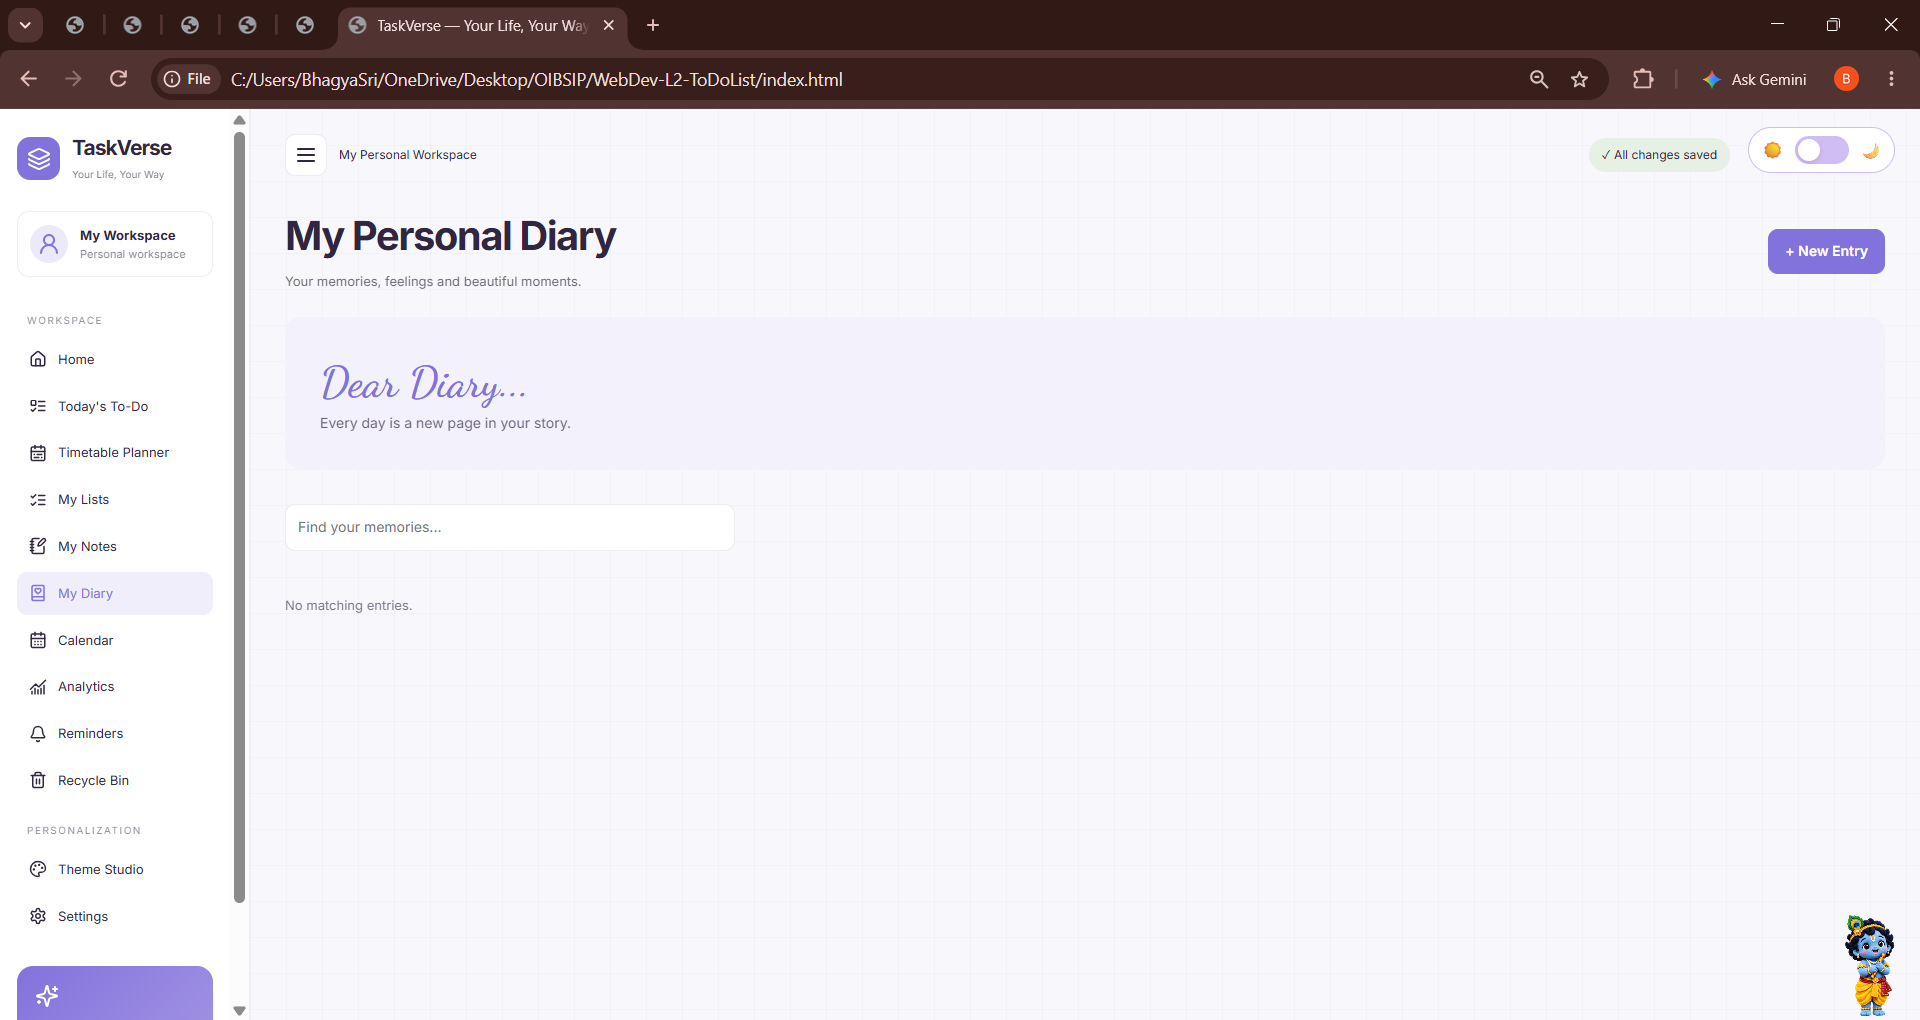 TaskVerse — Your Life, Your Way
File
C:/Users/BhagyaSri/OneDrive/Desktop/OIBSIP/WebDev-L2-ToDoList/index.html
Ask Gemini
B
TaskVerse
Your Life, Your Way
My Workspace
Personal workspace
WORKSPACE
Home
Today's To-Do
Timetable Planner
My Lists
My Notes
My Diary
Calendar
Analytics
Reminders
Recycle Bin
PERSONALIZATION
Theme Studio
Settings
My Personal Workspace
✓ All changes saved
My Personal Diary
Your memories, feelings and beautiful moments.
+ New Entry
Dear Diary...
Every day is a new page in your story.
Find your memories...
No matching entries.